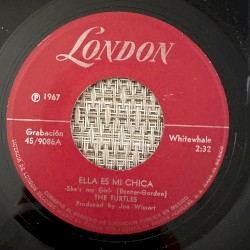 LONDON
℗ 1967
Grabación
45/9086A
Whitewhale
2:32
ELLA ES MI CHICA
-She's my Girl- (Bonner-Gordon)
THE TURTLES
Produced by Joe Wissert